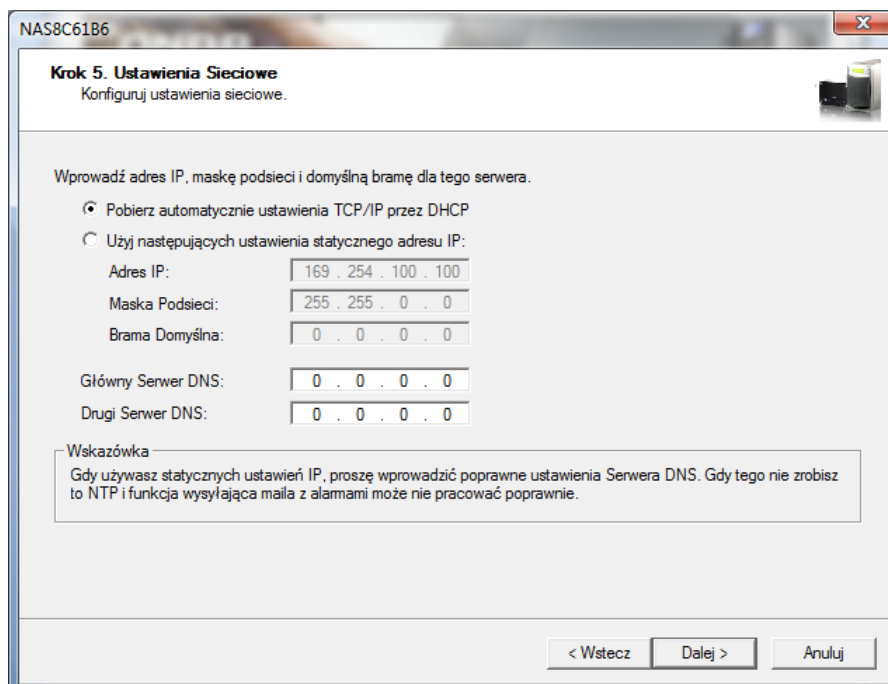 NAS8C61B6
Krok 5. Ustawienia Sieciowe
Konfiguruj ustawienia sieciowe.
Wprowadź adres IP, maskę podsieci i domyślną bramę dla tego serwera.
Pobierz automatycznie ustawienia TCP/IP przez DHCP
Użyj następujących ustawienia statycznego adresu IP:
Adres IP: 169 . 254 . 100 . 100
Maska Podsieci: 255 . 255 . 0 . 0
Brama Domyślna: 0 . 0 . 0 . 0
Główny Serwer DNS: 0 . 0 . 0 . 0
Drugi Serwer DNS: 0 . 0 . 0 . 0
Wskazówka
Gdy używasz statycznych ustawień IP, proszę wprowadzić poprawne ustawienia Serwera DNS. Gdy tego nie zrobisz
to NTP i funkcja wysyłająca maila z alarmami może nie pracować poprawnie.
< Wstecz Dalej > Anuluj